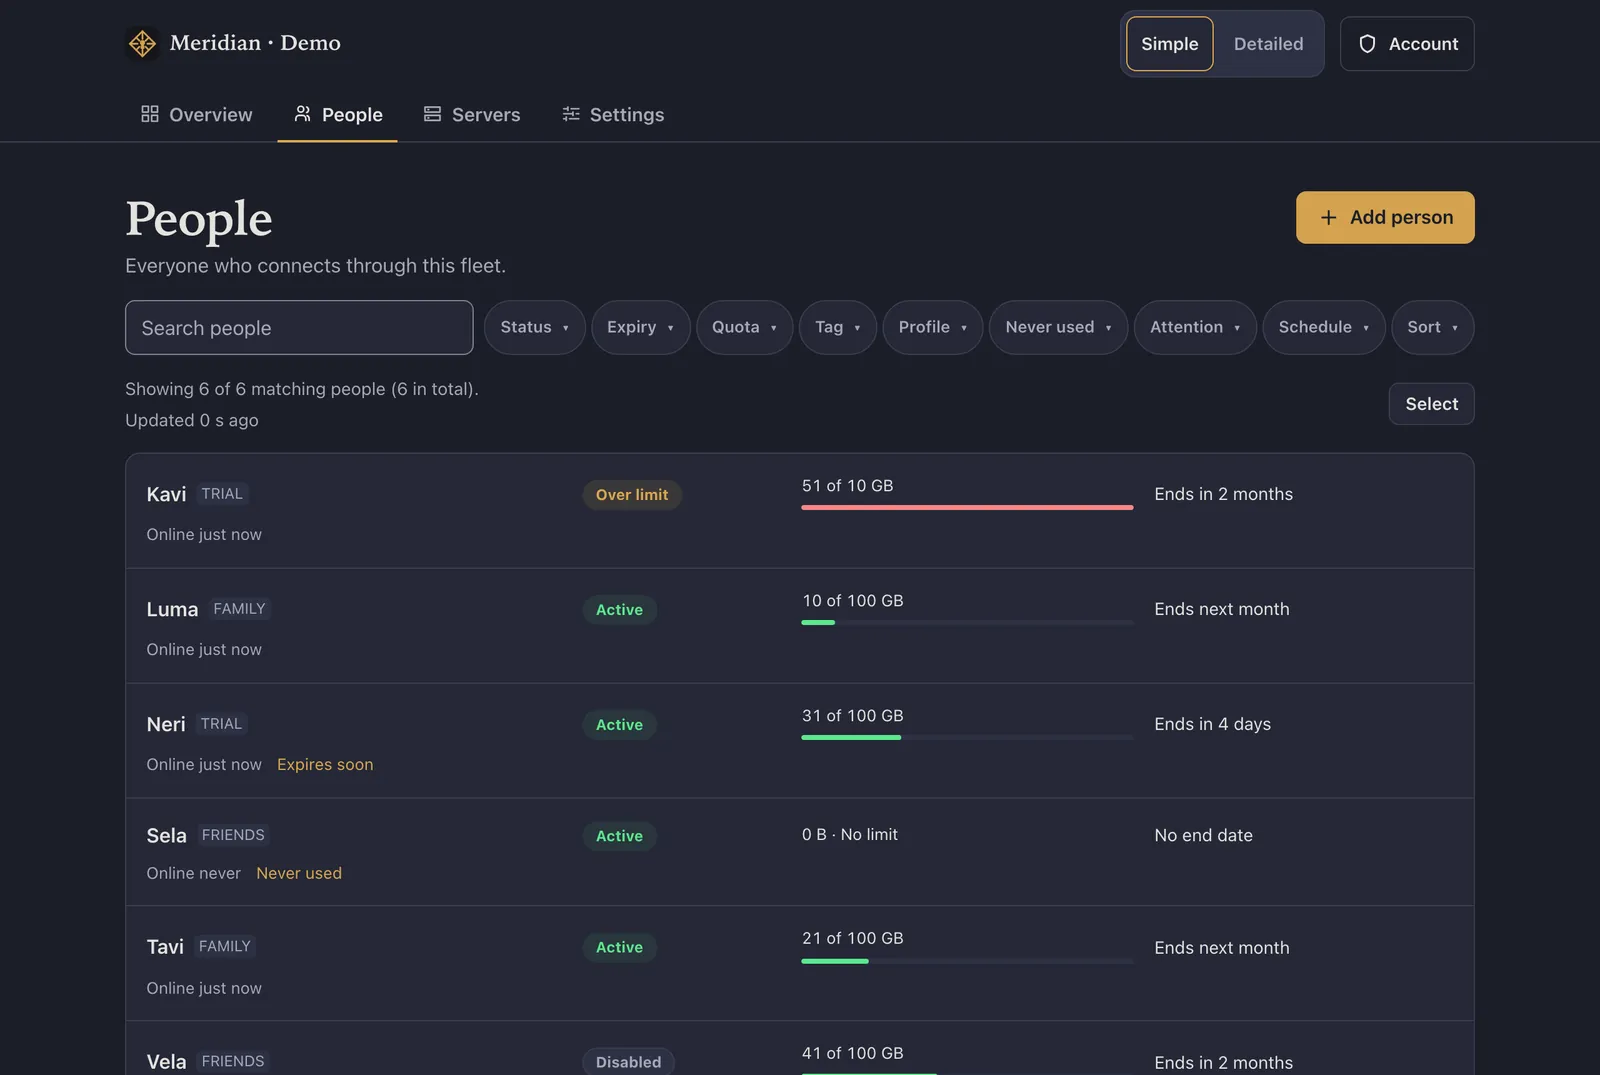 Meridian · Demo
Simple
Detailed
Account
Overview
People
Servers
Settings
People
Add person
Everyone who connects through this fleet.
Search people
Status
Expiry
Quota
Tag
Profile
Never used
Attention
Schedule
Sort
Showing 6 of 6 matching people (6 in total).
Updated 0 s ago
Select
Kavi TRIAL
Over limit
51 of 10 GB
Ends in 2 months
Online just now
Luma FAMILY
Active
10 of 100 GB
Ends next month
Online just now
Neri TRIAL
Active
31 of 100 GB
Ends in 4 days
Online just now Expires soon
Sela FRIENDS
Active
0 B · No limit
No end date
Online never Never used
Tavi FAMILY
Active
21 of 100 GB
Ends next month
Online just now
Vela FRIENDS
Disabled
41 of 100 GB
Ends in 2 months